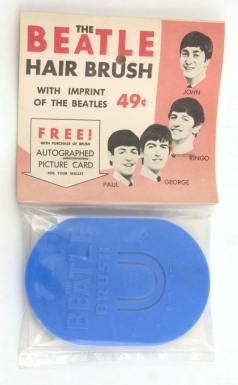 THE
BEATLE
HAIR BRUSH
WITH IMPRINT
OF THE BEATLES 49¢
JOHN
RINGO
GEORGE
PAUL
FREE!
WITH PURCHASE OF BRUSH
AUTOGRAPHED
PICTURE CARD
FOR YOUR WALLET
BEATLE
BRUSH